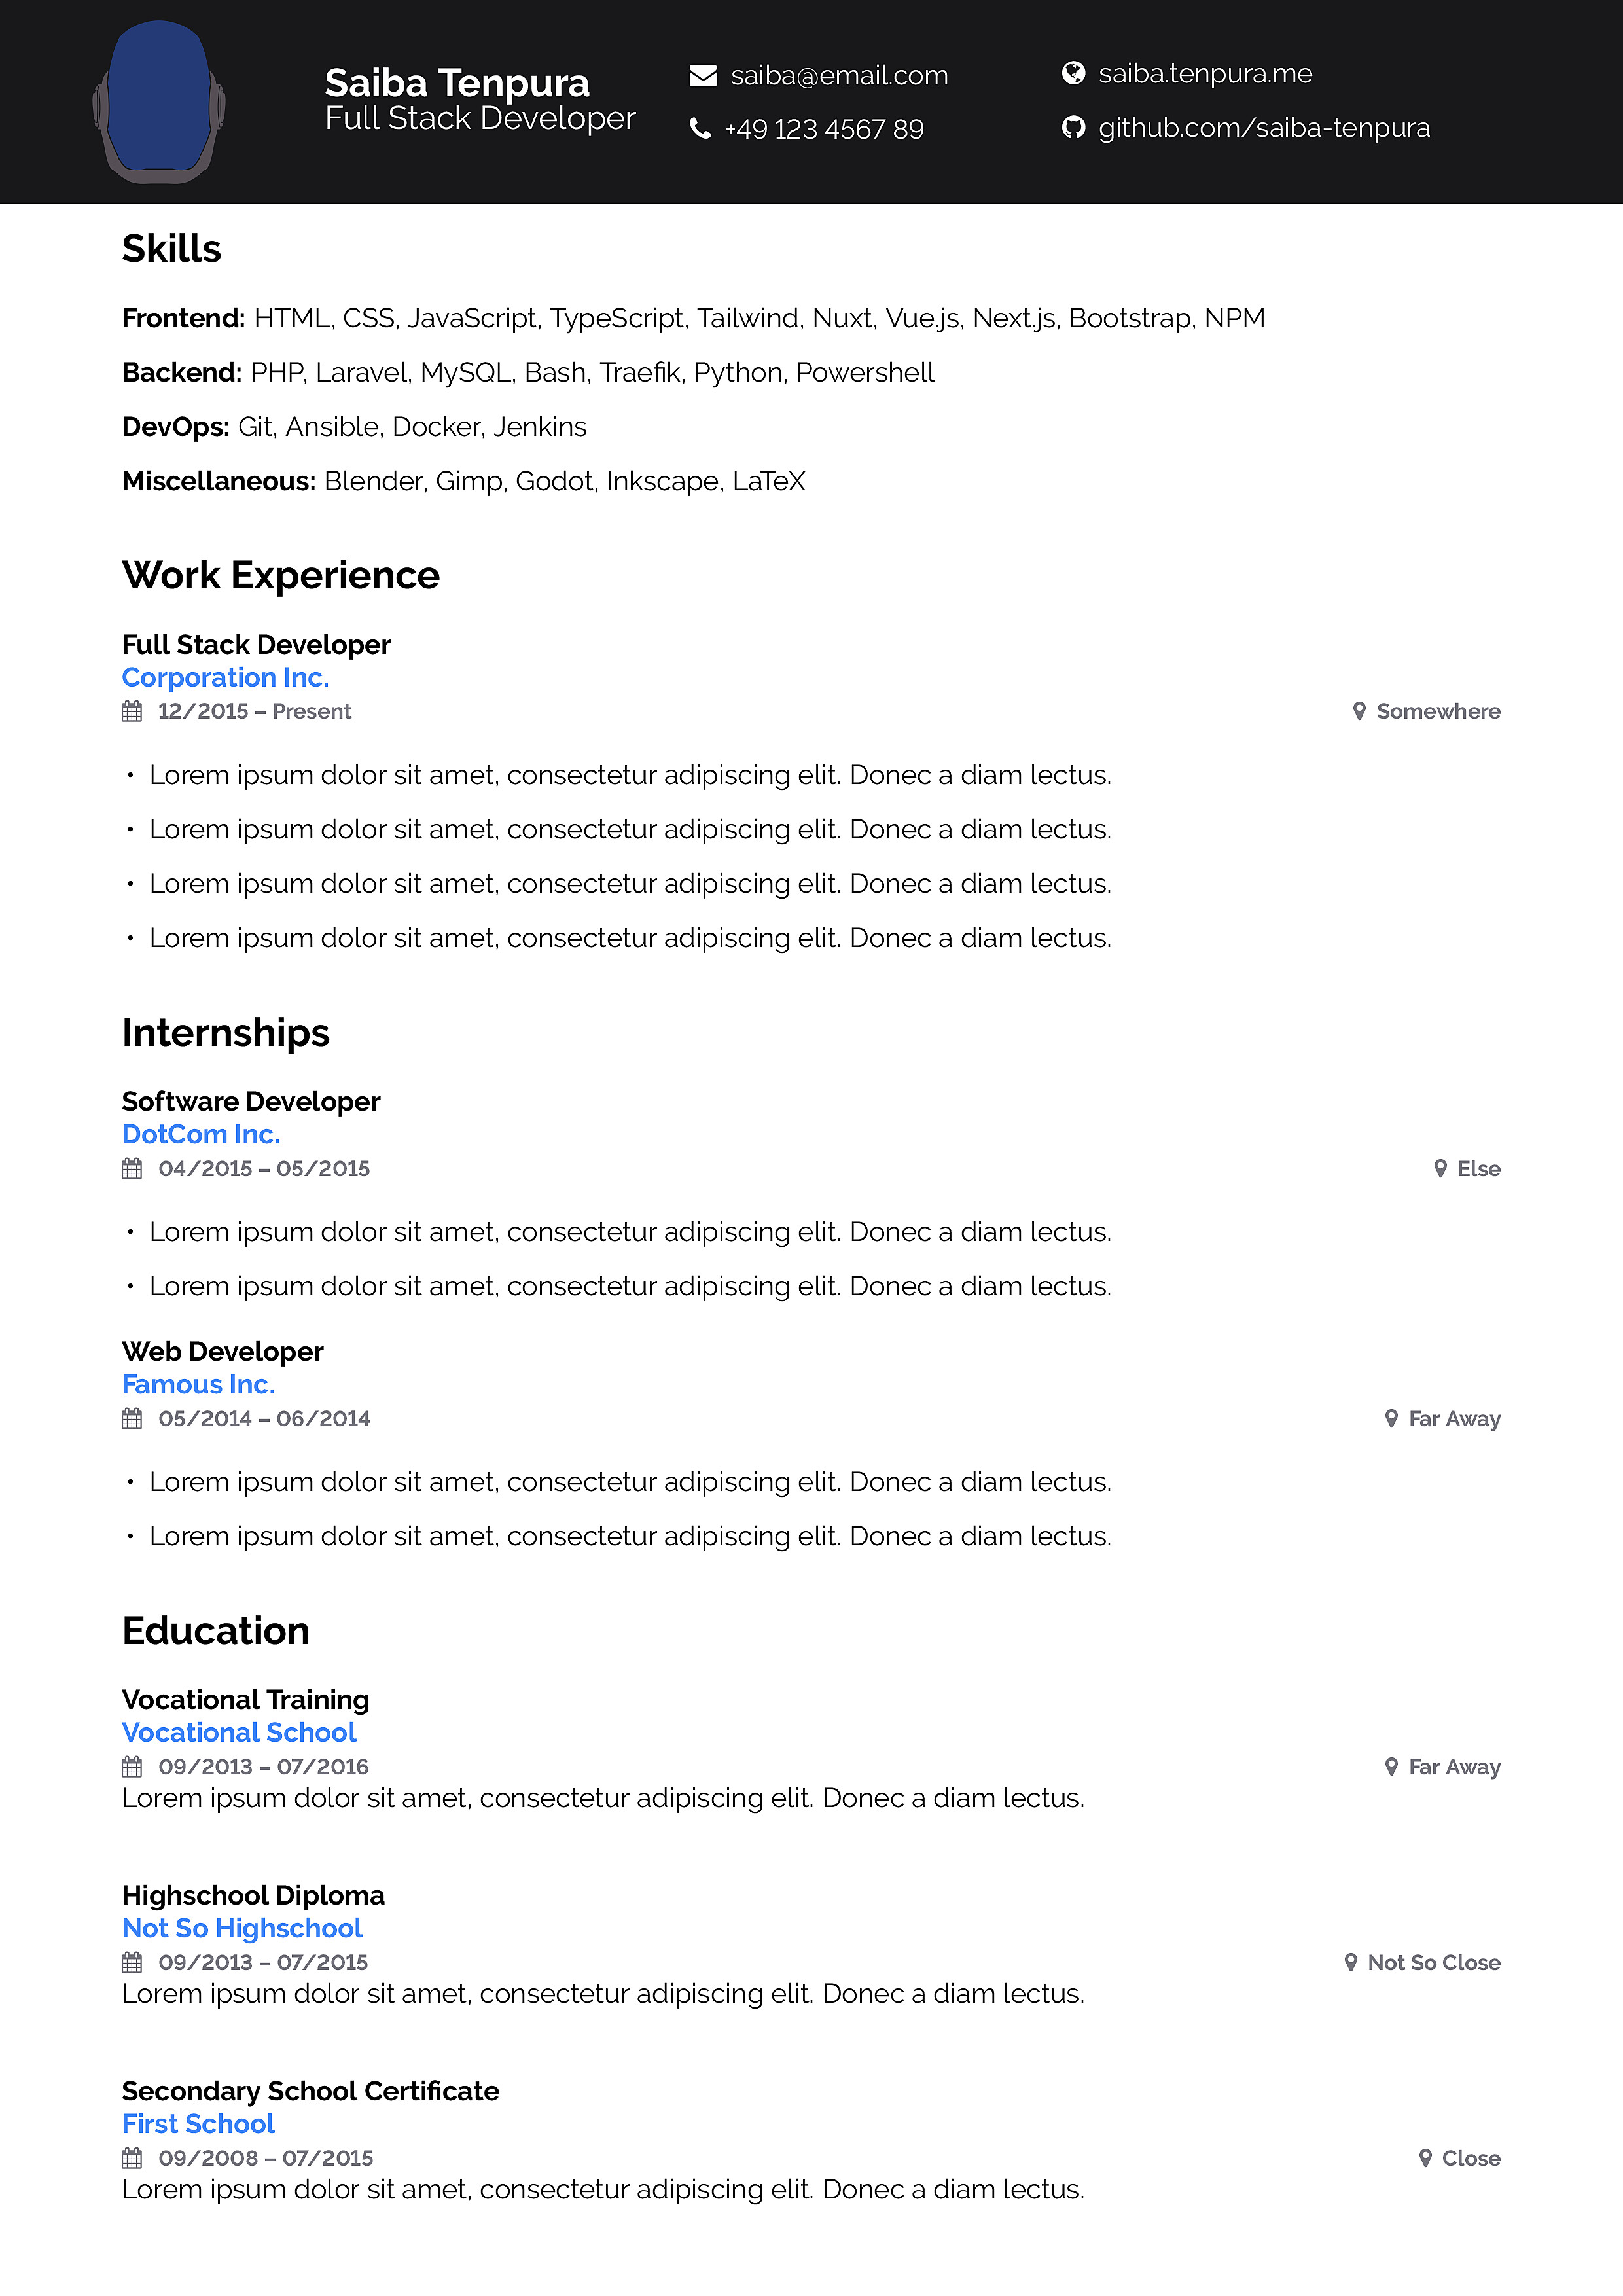 Saiba Tenpura
Full Stack Developer
saiba@email.com
+49 123 4567 89
saiba.tenpura.me
github.com/saiba-tenpura
Skills
Frontend: HTML, CSS, JavaScript, TypeScript, Tailwind, Nuxt, Vue.js, Next.js, Bootstrap, NPM
Backend: PHP, Laravel, MySQL, Bash, Traefik, Python, Powershell
DevOps: Git, Ansible, Docker, Jenkins
Miscellaneous: Blender, Gimp, Godot, Inkscape, LaTeX
Work Experience
Full Stack Developer
Corporation Inc.
12/2015 – Present Somewhere
• Lorem ipsum dolor sit amet, consectetur adipiscing elit. Donec a diam lectus.
• Lorem ipsum dolor sit amet, consectetur adipiscing elit. Donec a diam lectus.
• Lorem ipsum dolor sit amet, consectetur adipiscing elit. Donec a diam lectus.
• Lorem ipsum dolor sit amet, consectetur adipiscing elit. Donec a diam lectus.
Internships
Software Developer
DotCom Inc.
04/2015 – 05/2015 Else
• Lorem ipsum dolor sit amet, consectetur adipiscing elit. Donec a diam lectus.
• Lorem ipsum dolor sit amet, consectetur adipiscing elit. Donec a diam lectus.
Web Developer
Famous Inc.
05/2014 – 06/2014 Far Away
• Lorem ipsum dolor sit amet, consectetur adipiscing elit. Donec a diam lectus.
• Lorem ipsum dolor sit amet, consectetur adipiscing elit. Donec a diam lectus.
Education
Vocational Training
Vocational School
09/2013 – 07/2016 Far Away
Lorem ipsum dolor sit amet, consectetur adipiscing elit. Donec a diam lectus.
Highschool Diploma
Not So Highschool
09/2013 – 07/2015 Not So Close
Lorem ipsum dolor sit amet, consectetur adipiscing elit. Donec a diam lectus.
Secondary School Certificate
First School
09/2008 – 07/2015 Close
Lorem ipsum dolor sit amet, consectetur adipiscing elit. Donec a diam lectus.